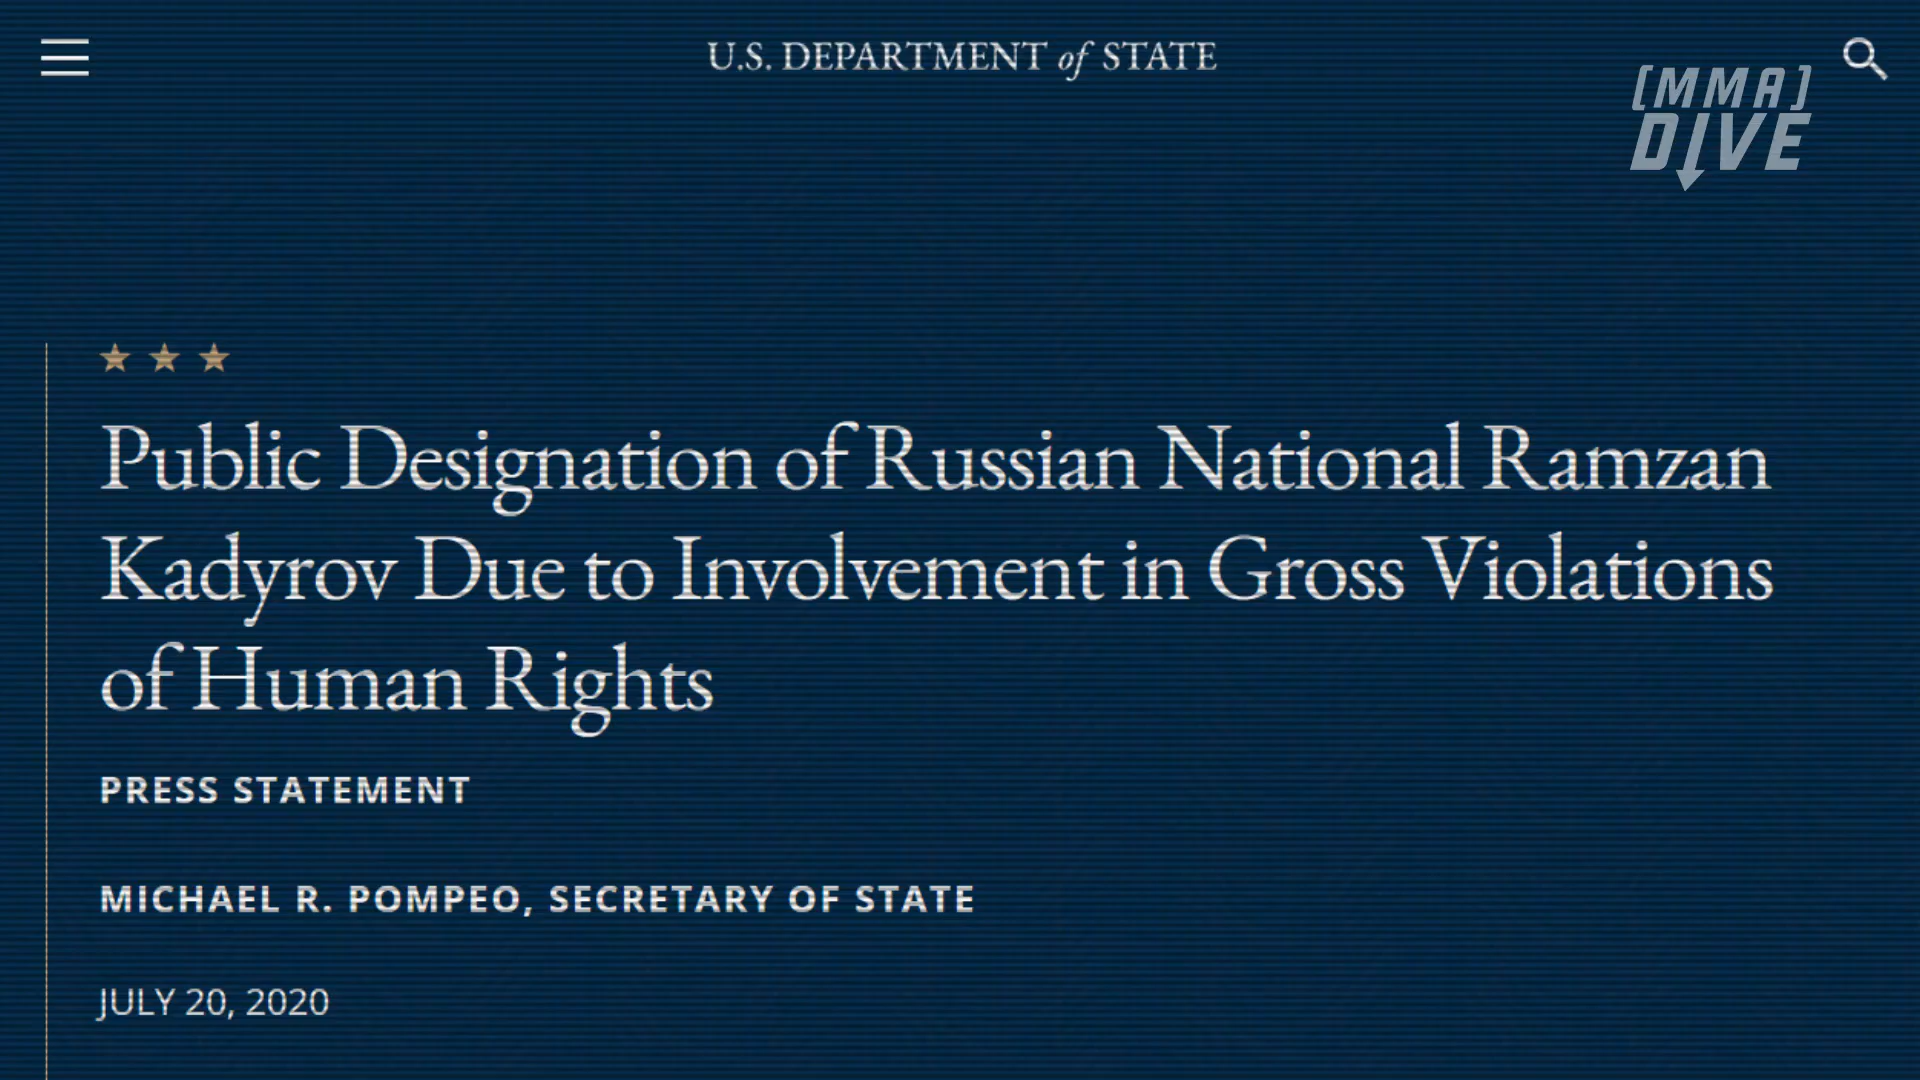 U.S. DEPARTMENT of STATE
[MMA]
DIVE
Public Designation of Russian National Ramzan
Kadyrov Due to Involvement in Gross Violations
of Human Rights
PRESS STATEMENT
MICHAEL R. POMPEO, SECRETARY OF STATE
JULY 20, 2020